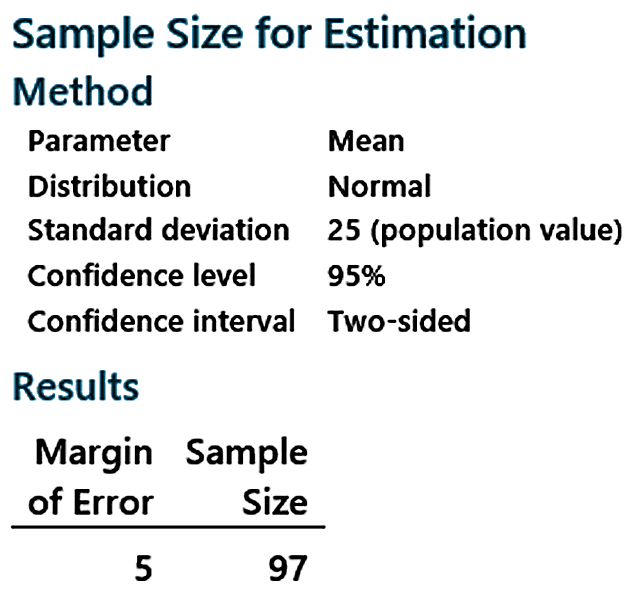 Sample Size for Estimation
Method
Parameter Mean
Distribution Normal
Standard deviation 25 (population value)
Confidence level 95%
Confidence interval Two-sided
Results
Margin Sample
of Error Size
5 97